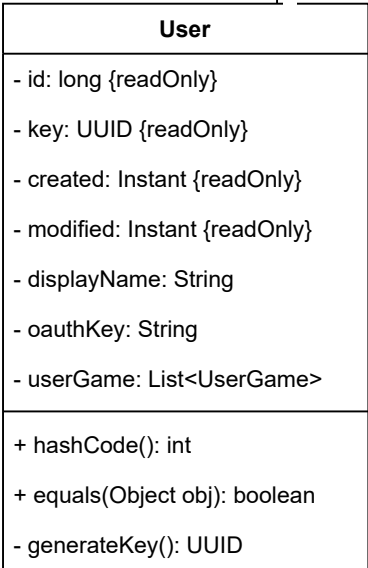 User
- id: long {readOnly}
- key: UUID {readOnly}
- created: Instant {readOnly}
- modified: Instant {readOnly}
- displayName: String
- oauthKey: String
- userGame: List<UserGame>
+ hashCode(): int
+ equals(Object obj): boolean
- generateKey(): UUID